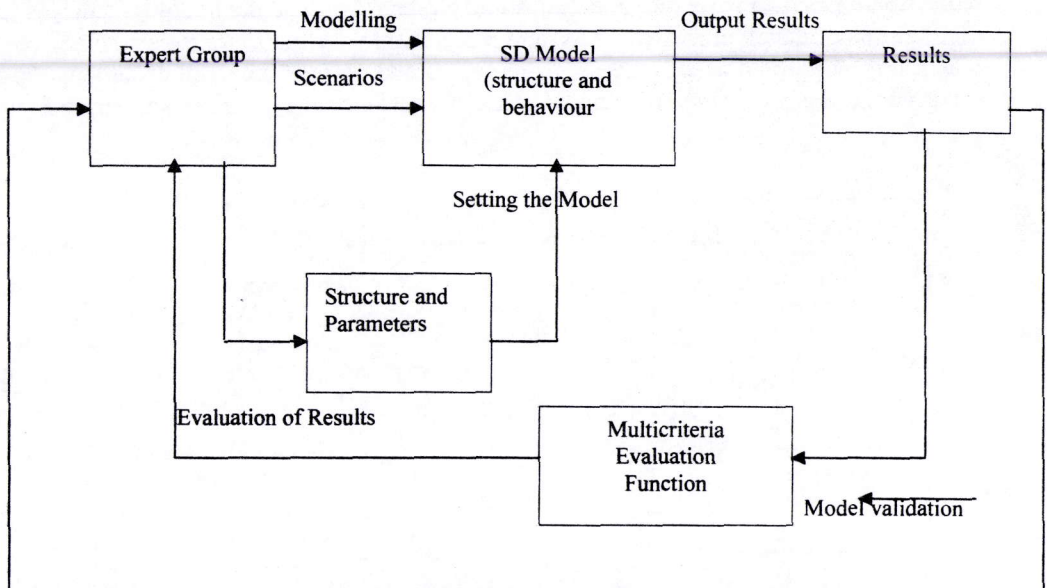 Modelling
Output Results
Expert Group
SD Model
(structure and
behaviour
Results
Scenarios
Setting the Model
Structure and
Parameters
Evaluation of Results
Multicriteria
Evaluation
Function
Model validation